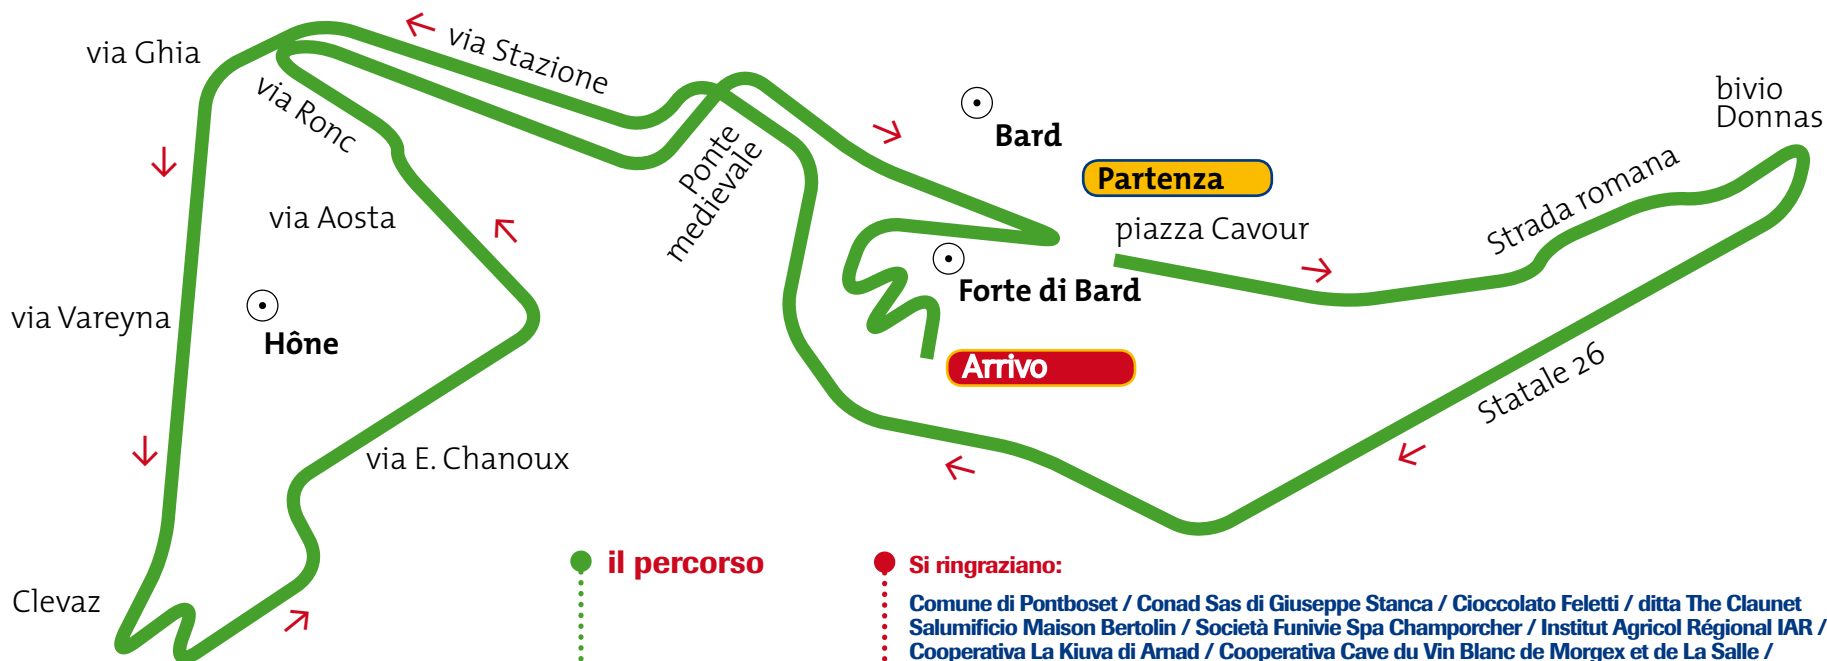 via Ghia
via Stazione
via Ronc
Ponte
medievale
Bard
bivio
Donnas
Partenza
piazza Cavour
Strada romana
via Aosta
Forte di Bard
via Vareyna
Hône
Arrivo
Statale 26
via E. Chanoux
Clevaz
il percorso
Si ringraziano:
Comune di Pontboset / Conad Sas di Giuseppe Stanca / Cioccolato Feletti / ditta The Claunet
Salumificio Maison Bertolin / Società Funivie Spa Champorcher / Institut Agricol Régional IAR /
Cooperativa La Kiuva di Arnad / Cooperativa Cave du Vin Blanc de Morgex et de La Salle /